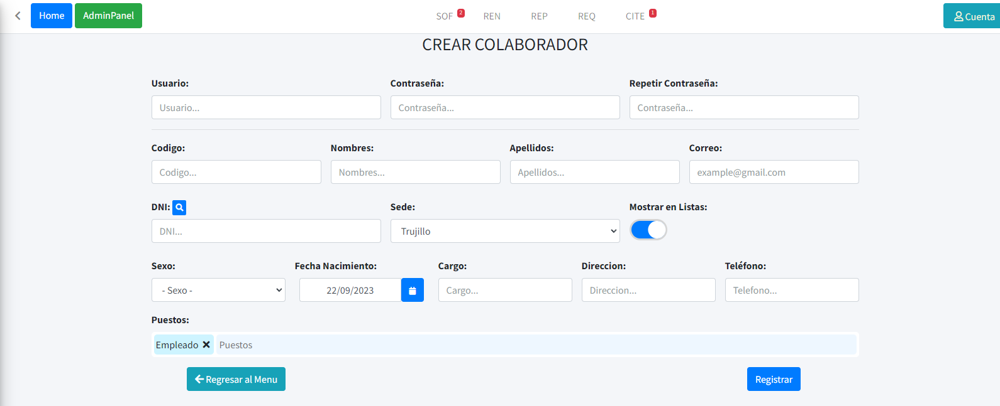 Home AdminPanel SOF 2 REN REP REQ CITE 1 Cuenta
CREAR COLABORADOR
Usuario: Contraseña: Repetir Contraseña:
Usuario... Contraseña... Contraseña...
Codigo: Nombres: Apellidos: Correo:
Codigo... Nombres... Apellidos... example@gmail.com
DNI: Sede: Mostrar en Listas:
DNI... Trujillo
Sexo: Fecha Nacimiento: Cargo: Direccion: Teléfono:
- Sexo - 22/09/2023 Cargo... Direccion... Telefono...
Puestos:
Empleado Puestos
Regresar al Menu Registrar